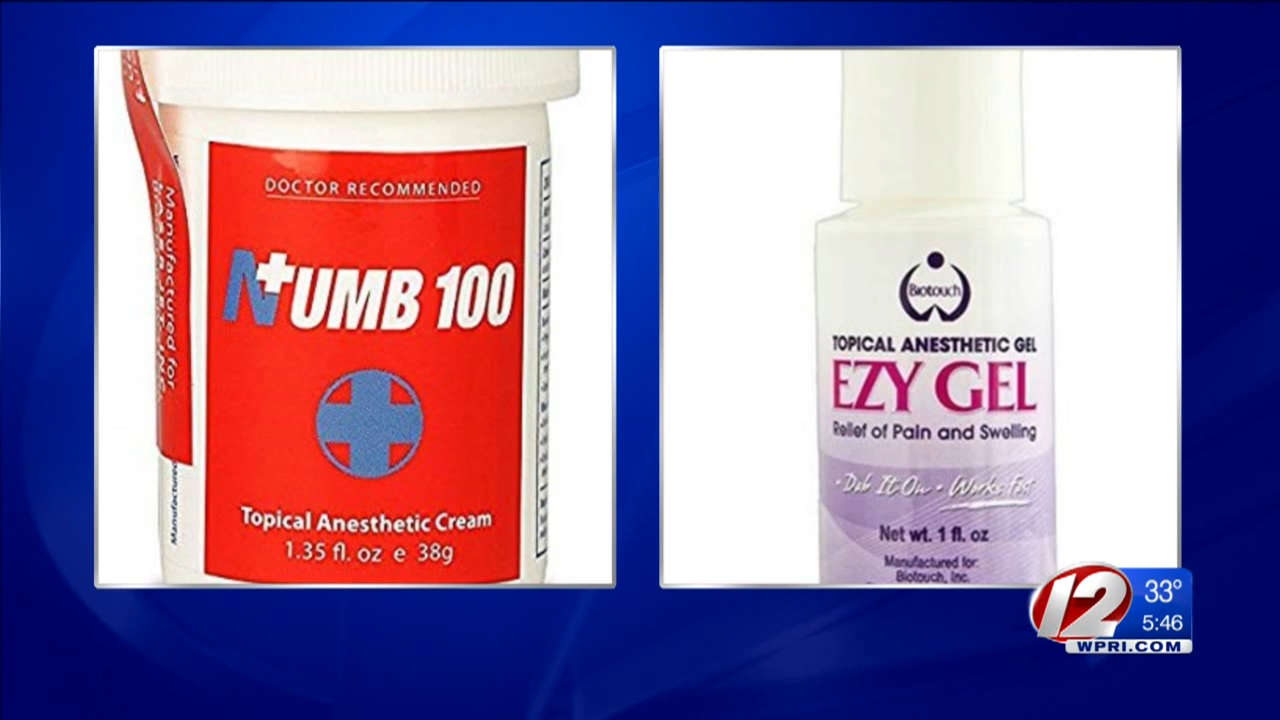 DOCTOR RECOMMENDED
NUMB 100
Topical Anesthetic Cream
1.35 fl. oz e 38g
Manufactured for
Manufactured
Biotouch
TOPICAL ANESTHETIC GEL
EZY GEL
Relief of Pain and Swelling
• Dab It On • Works Fast
Net wt. 1 fl. oz
Manufactured for:
Biotouch, Inc.
12
33°
5:46
WPRI.COM